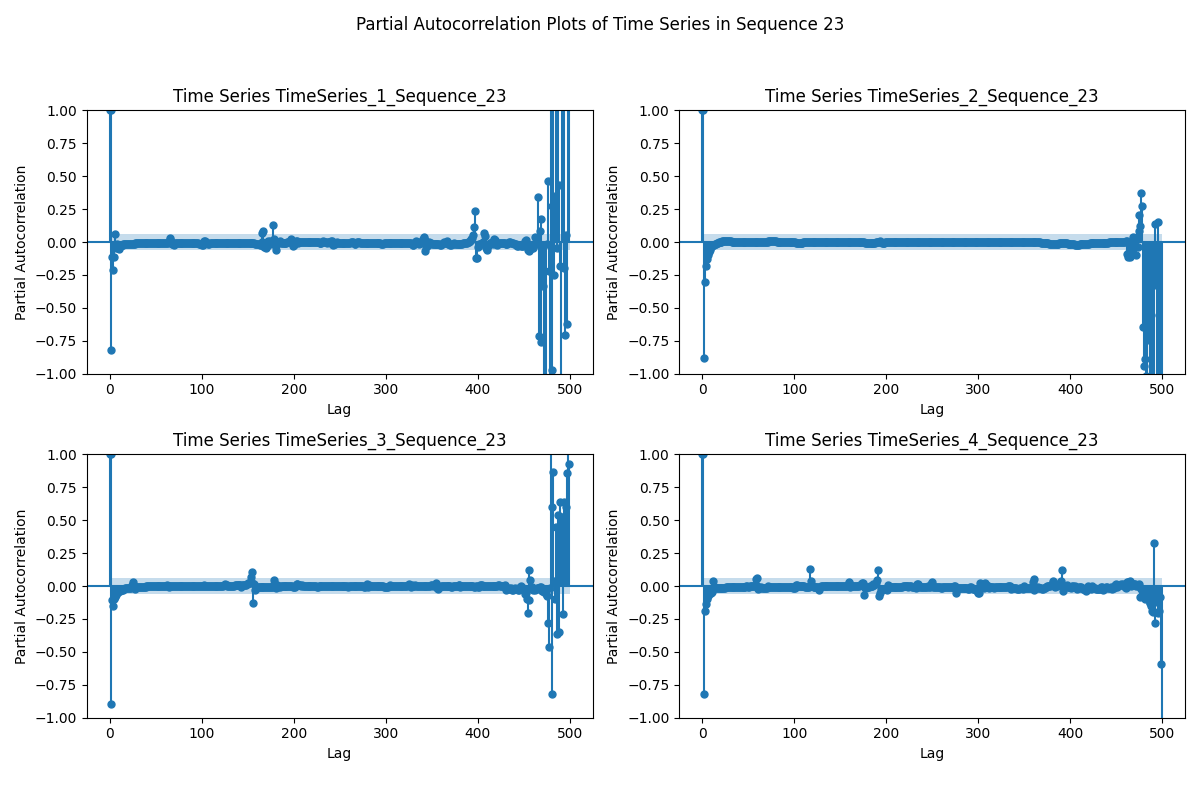 Partial Autocorrelation Plots of Time Series in Sequence 23
Time Series TimeSeries_1_Sequence_23
Partial Autocorrelation
1.00
0.75
0.50
0.25
0.00
−0.25
−0.50
−0.75
−1.00
0 100 200 300 400 500
Lag
Time Series TimeSeries_2_Sequence_23
Partial Autocorrelation
1.00
0.75
0.50
0.25
0.00
−0.25
−0.50
−0.75
−1.00
0 100 200 300 400 500
Lag
Time Series TimeSeries_3_Sequence_23
Partial Autocorrelation
1.00
0.75
0.50
0.25
0.00
−0.25
−0.50
−0.75
−1.00
0 100 200 300 400 500
Lag
Time Series TimeSeries_4_Sequence_23
Partial Autocorrelation
1.00
0.75
0.50
0.25
0.00
−0.25
−0.50
−0.75
−1.00
0 100 200 300 400 500
Lag